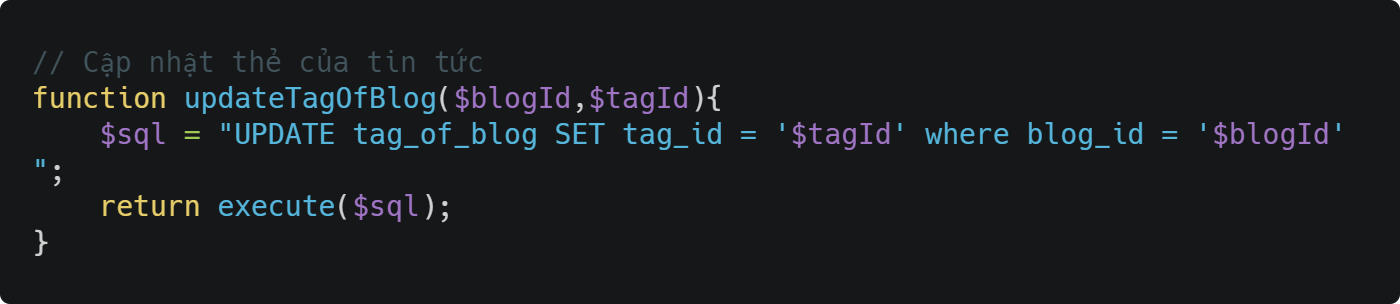 // Cập nhật thẻ của tin tức
function updateTagOfBlog($blogId,$tagId){
    $sql = "UPDATE tag_of_blog SET tag_id = '$tagId' where blog_id = '$blogId'
";
    return execute($sql);
}